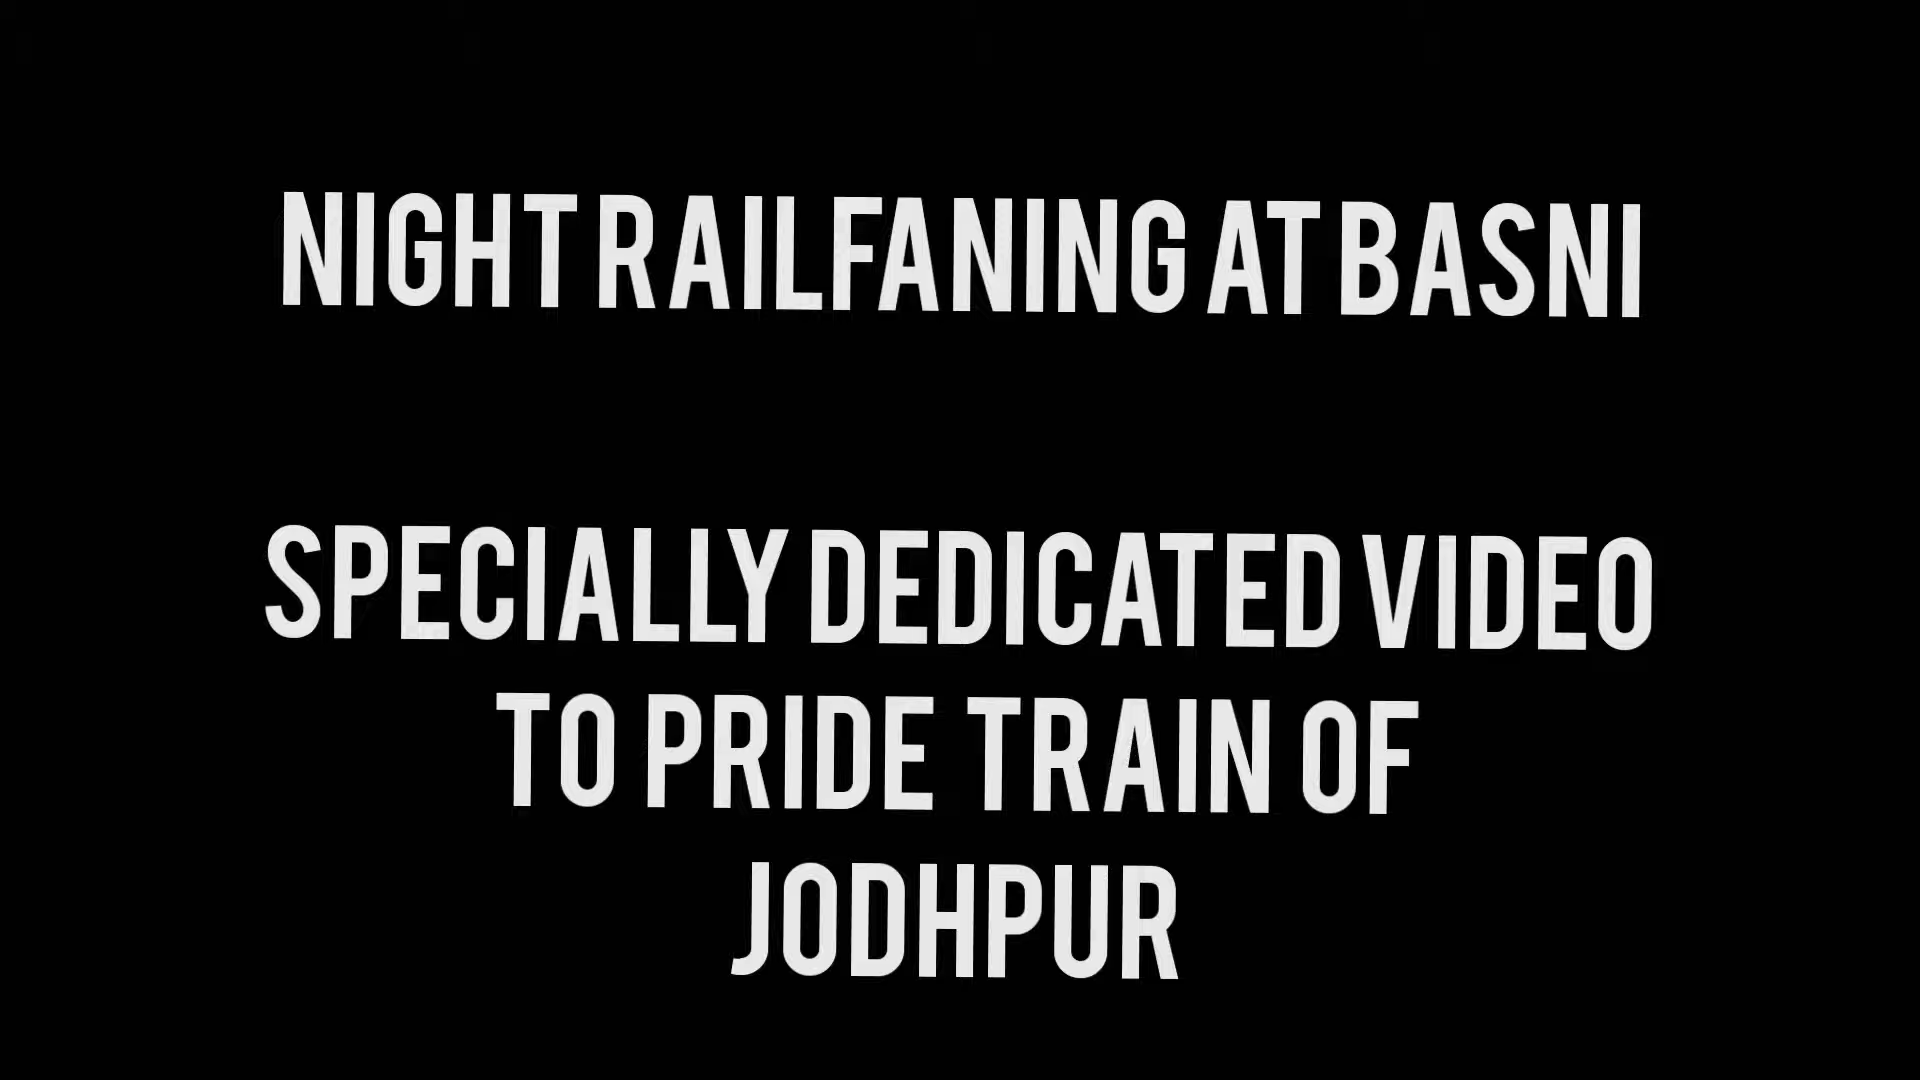 NIGHT RAILFANING AT BASNI
SPECIALLY DEDICATED VIDEO
TO PRIDE TRAIN OF
JODHPUR